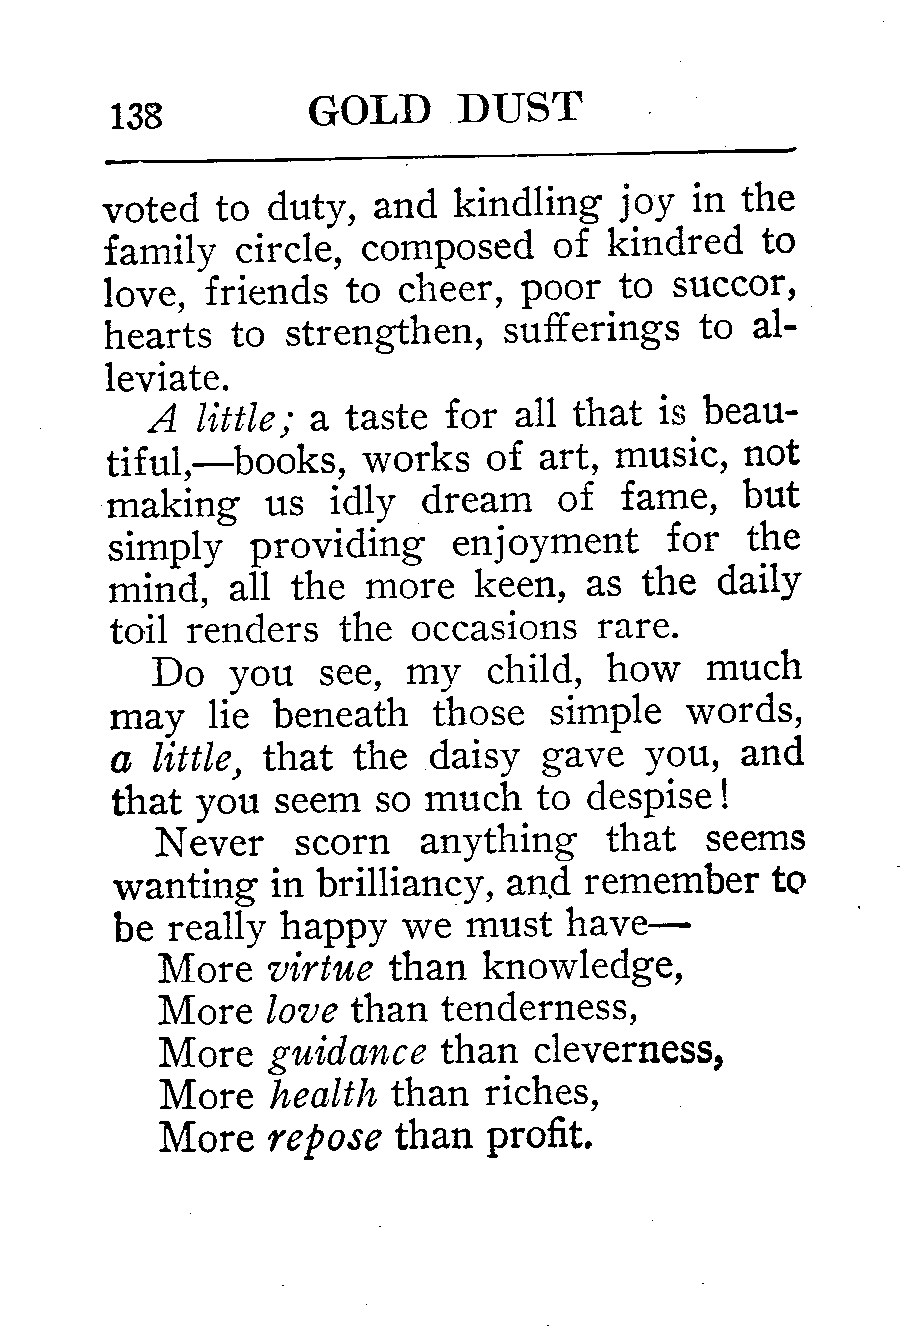 138 GOLD DUST
voted to duty, and kindling joy in the
family circle, composed of kindred to
love, friends to cheer, poor to succor,
hearts to strengthen, sufferings to al-
leviate.
A little; a taste for all that is beau-
tiful,—books, works of art, music, not
making us idly dream of fame, but
simply providing enjoyment for the
mind, all the more keen, as the daily
toil renders the occasions rare.
Do you see, my child, how much
may lie beneath those simple words,
a little, that the daisy gave you, and
that you seem so much to despise!
Never scorn anything that seems
wanting in brilliancy, and remember to
be really happy we must have—
More virtue than knowledge,
More love than tenderness,
More guidance than cleverness,
More health than riches,
More repose than profit.